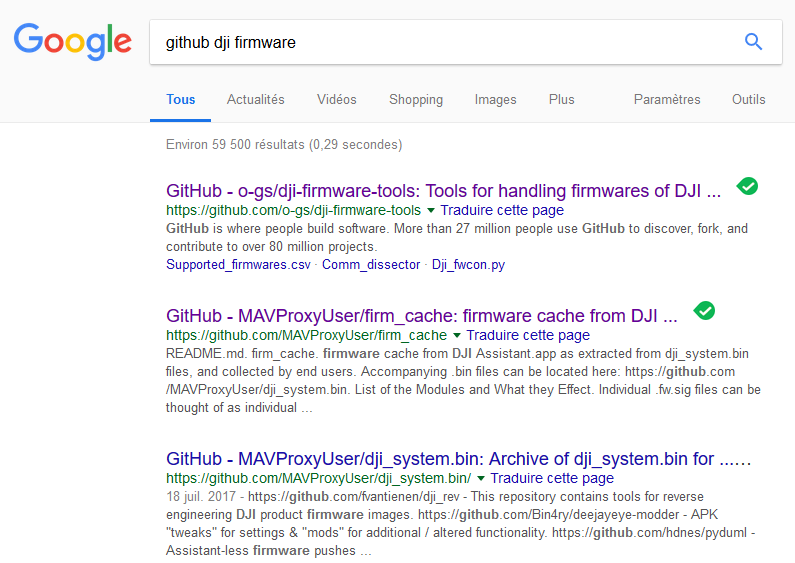 Google
github dji firmware
Tous Actualités Vidéos Shopping Images Plus Paramètres Outils
Environ 59 500 résultats (0,29 secondes)
GitHub - o-gs/dji-firmware-tools: Tools for handling firmwares of DJI ...
https://github.com/o-gs/dji-firmware-tools ▼ Traduire cette page
GitHub is where people build software. More than 27 million people use GitHub to discover, fork, and
contribute to over 80 million projects.
Supported_firmwares.csv · Comm_dissector · Dji_fwcon.py
GitHub - MAVProxyUser/firm_cache: firmware cache from DJI ...
https://github.com/MAVProxyUser/firm_cache ▼ Traduire cette page
README.md. firm_cache. firmware cache from DJI Assistant.app as extracted from dji_system.bin
files, and collected by end users. Accompanying .bin files can be located here: https://github.com
/MAVProxyUser/dji_system.bin. List of the Modules and What they Effect. Individual .fw.sig files can be
thought of as individual ...
GitHub - MAVProxyUser/dji_system.bin: Archive of dji_system.bin for ...…
https://github.com/MAVProxyUser/dji_system.bin/ ▼ Traduire cette page
18 juil. 2017 - https://github.com/fvantienen/dji_rev - This repository contains tools for reverse
engineering DJI product firmware images. https://github.com/Bin4ry/deejayeye-modder - APK
"tweaks" for settings & "mods" for additional / altered functionality. https://github.com/hdnes/pyduml -
Assistant-less firmware pushes ...